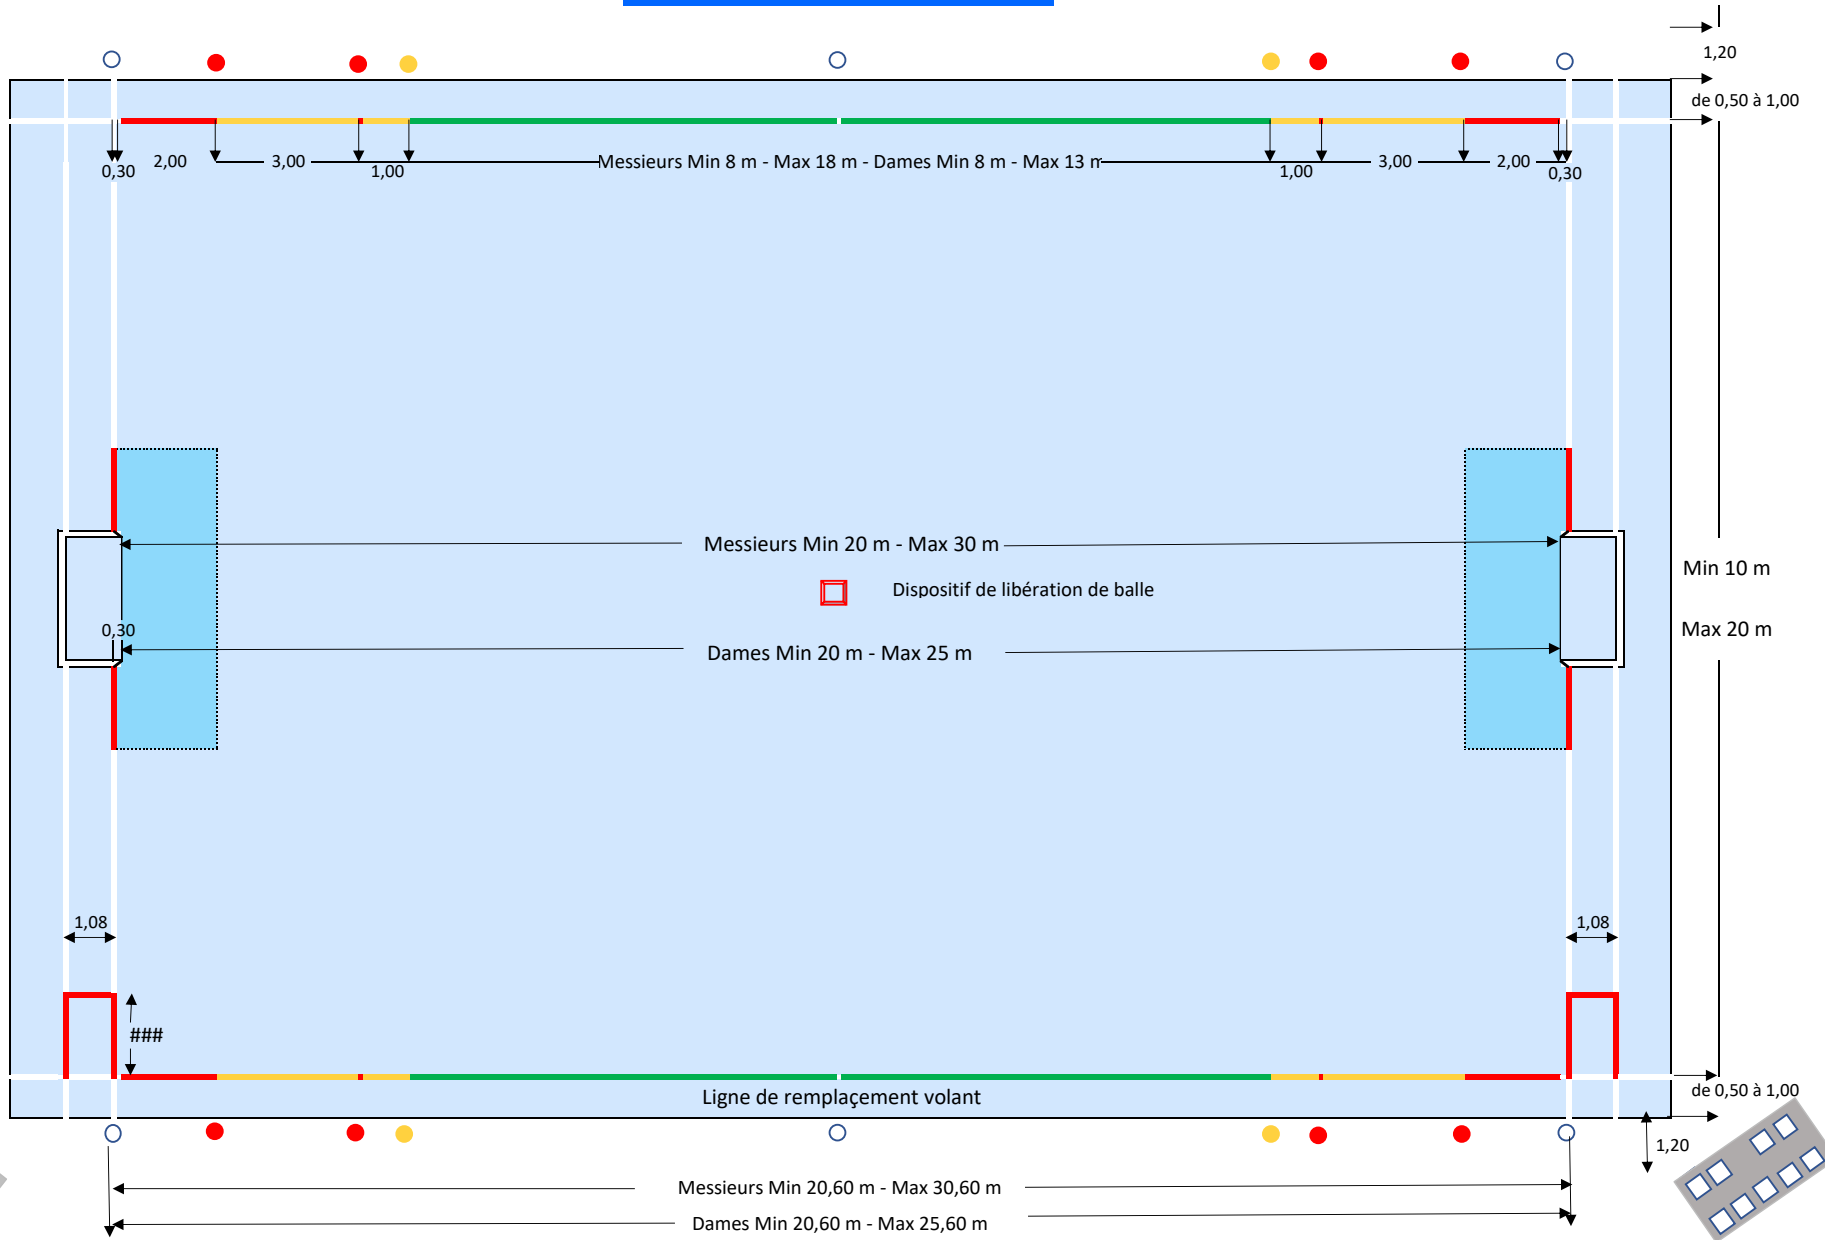 1,20
de 0,50 à 1,00
0,30
2,00
3,00
1,00
Messieurs Min 8 m - Max 18 m - Dames Min 8 m - Max 13 m
1,00
3,00
2,00
0,30
Messieurs Min 20 m - Max 30 m
Min 10 m
Dispositif de libération de balle
0,30
Max 20 m
Dames Min 20 m - Max 25 m
1,08
1,08
###
Ligne de remplaçement volant
de 0,50 à 1,00
1,20
Messieurs Min 20,60 m - Max 30,60 m
Dames Min 20,60 m - Max 25,60 m